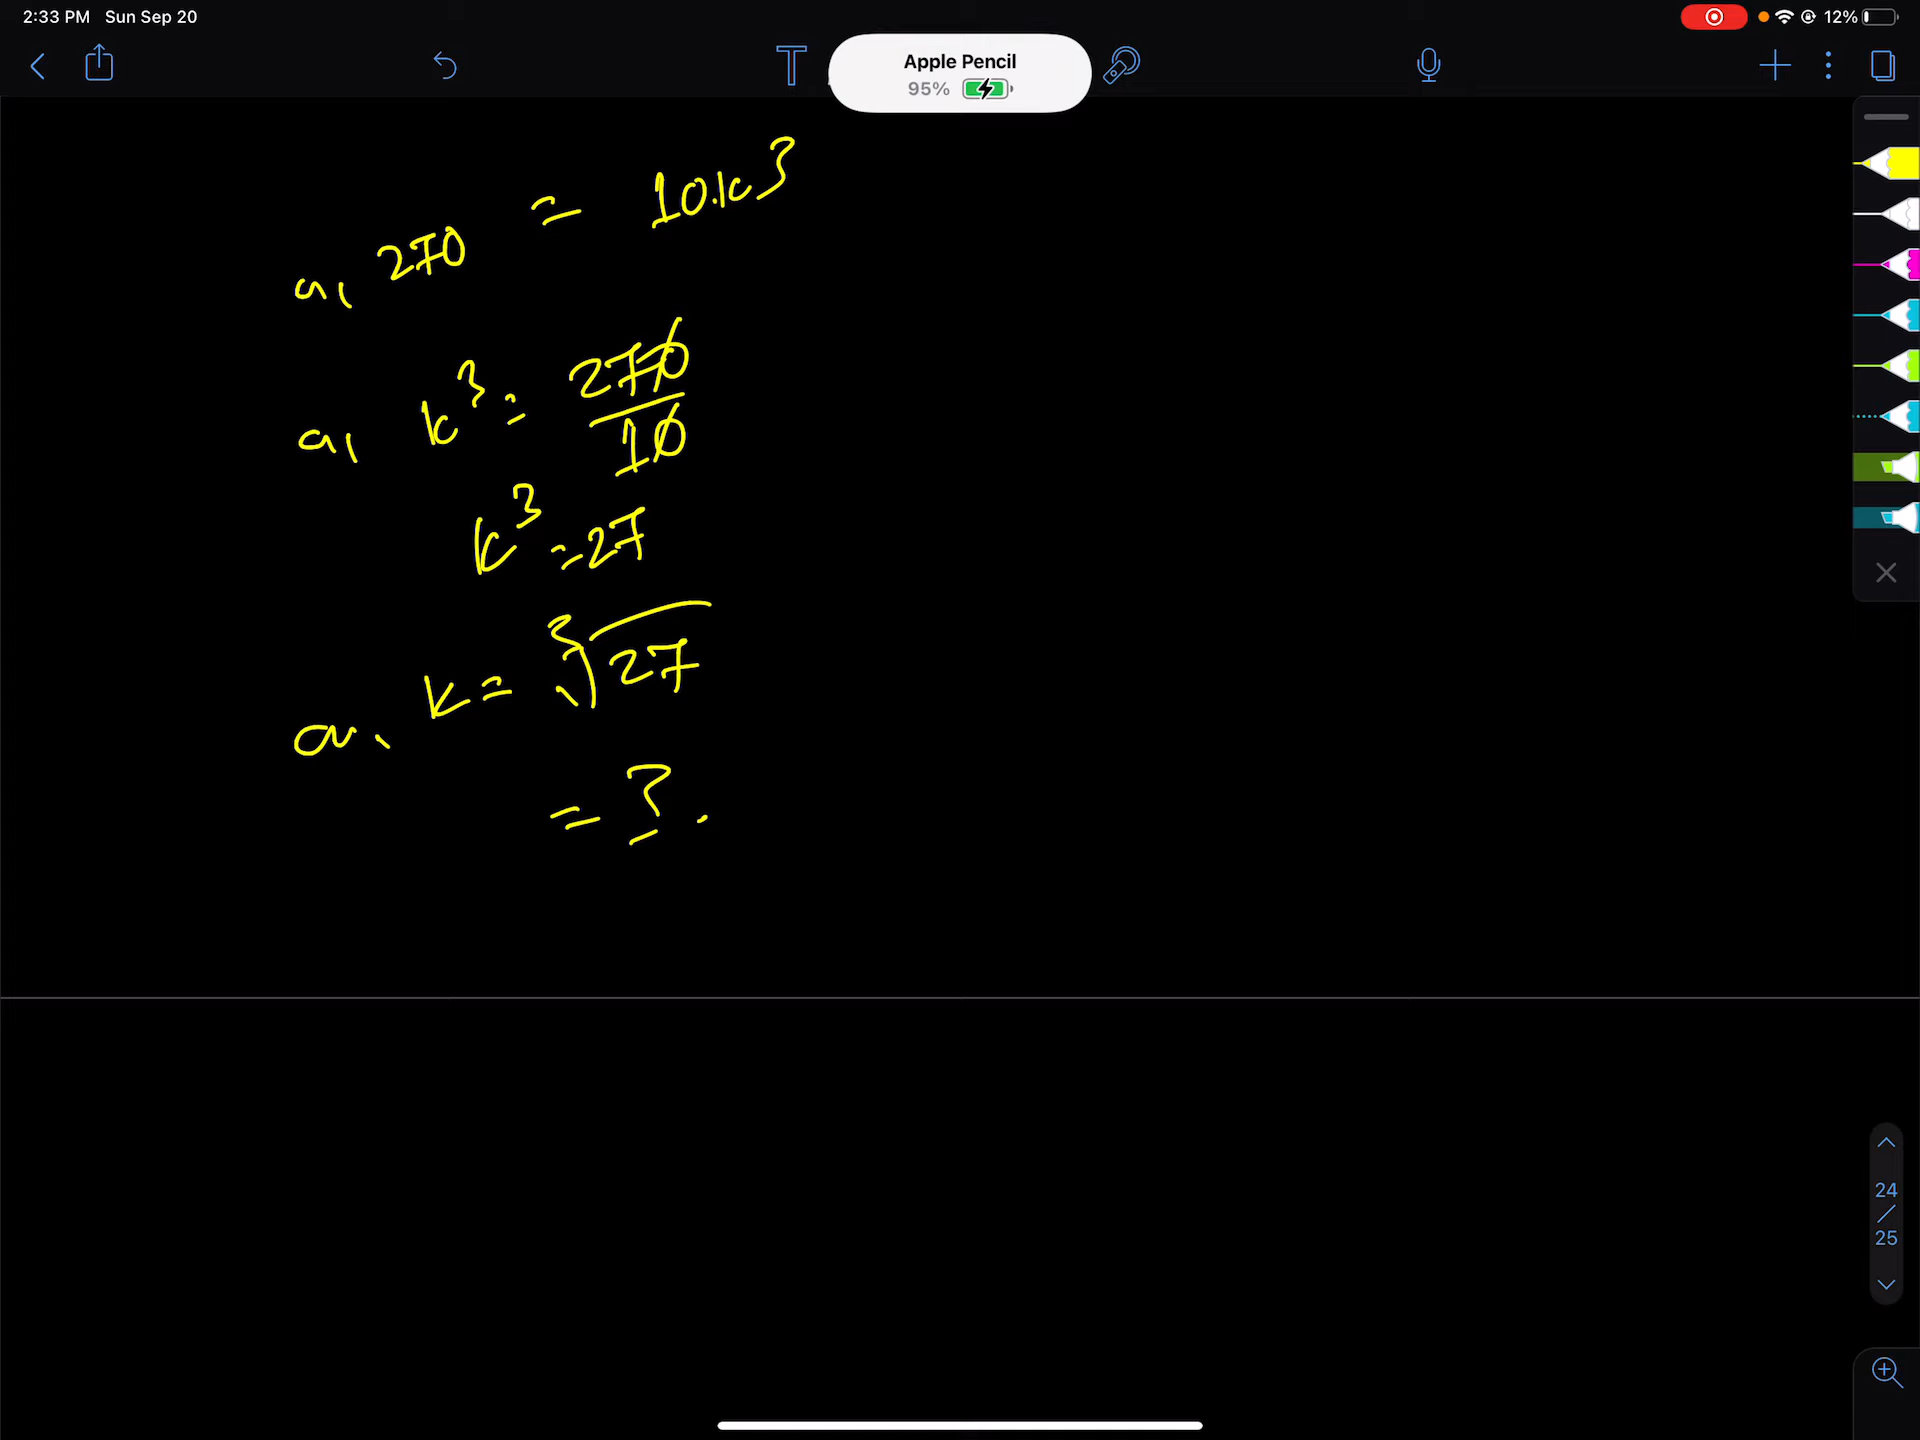 2:33 PM Sun Sep 20
12%
T
Apple Pencil
95%
a, 270 = 10.k³
a, k³ = 270/10
k³ = 27
a, k = ³√27
= ?.
24
/
25